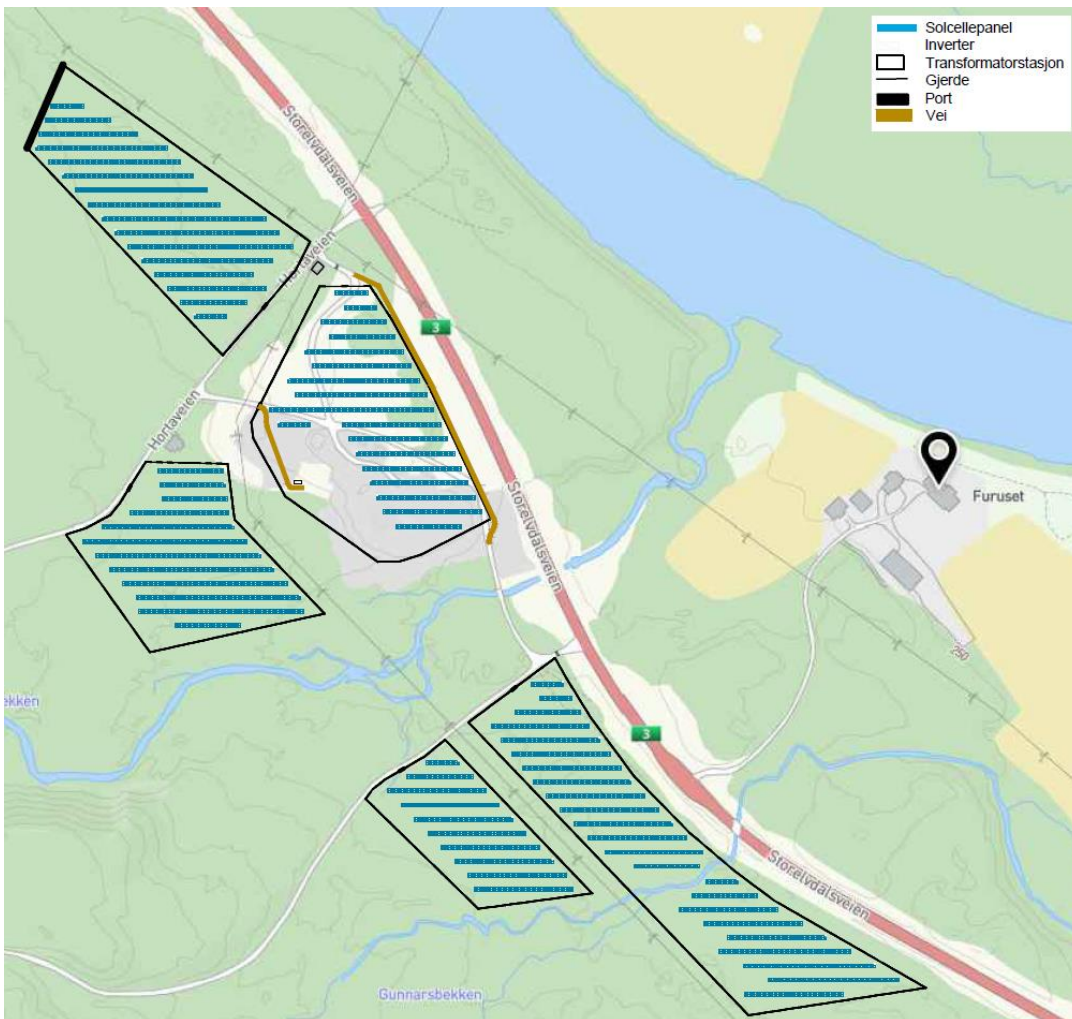 Solcellepanel
Inverter
Transformatorstasjon
Gjerde
Port
Vei
Storelvdalsveien
Hortaveien
3
Hortaveien
Storelvdalsveien
Furuset
250
ekken
3
Storelvdalsveien
Gunnarsbekken